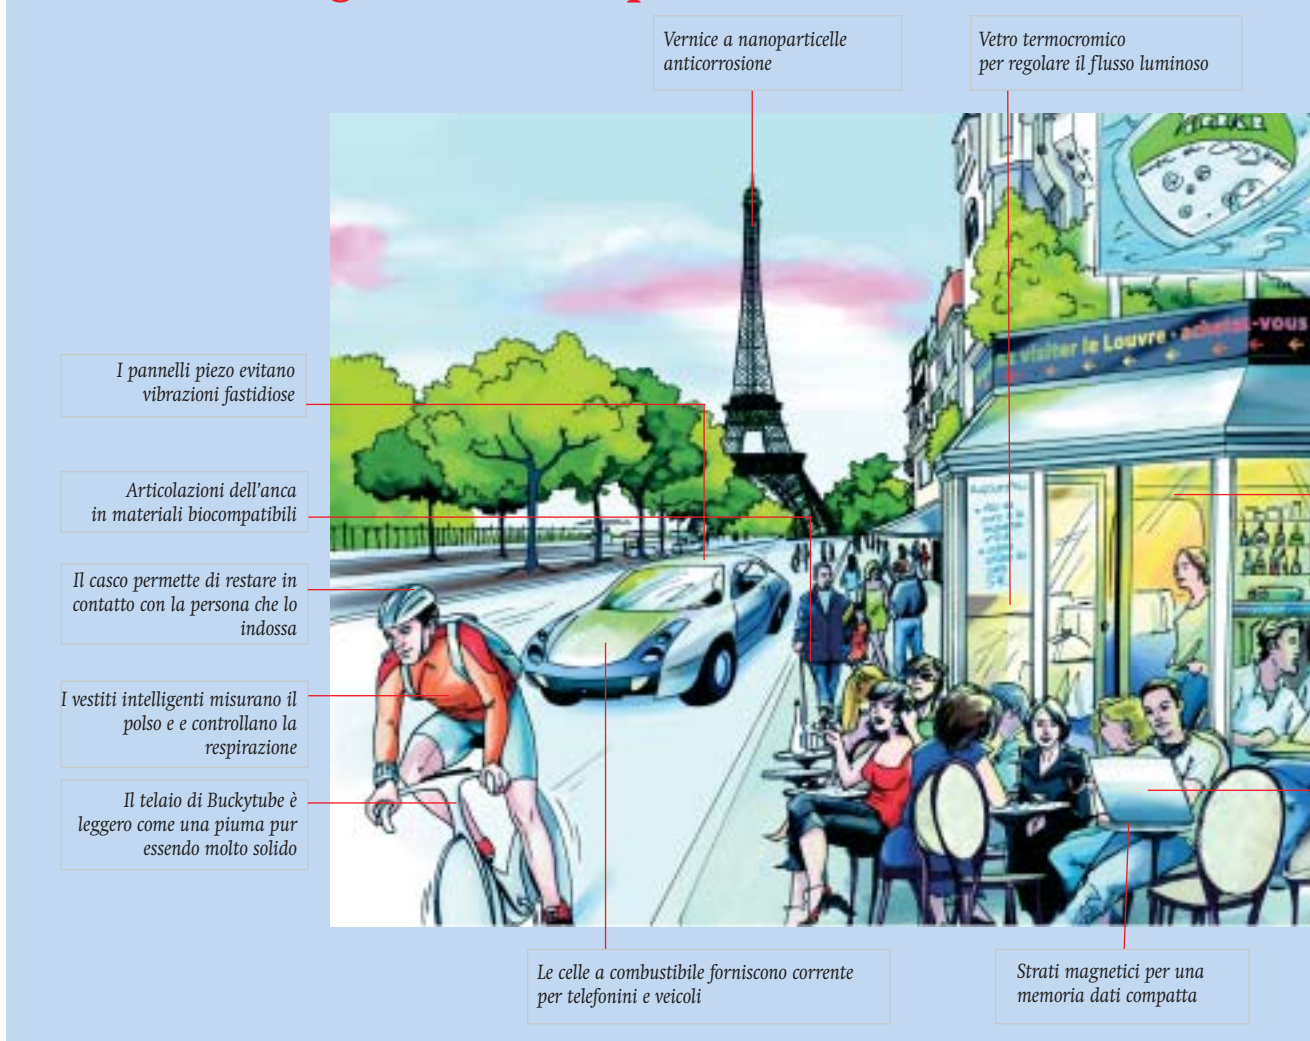 Vernice a nanoparticelle
anticorrosione
Vetro termocromico
per regolare il flusso luminoso
I pannelli piezo evitano
vibrazioni fastidiose
Articolazioni dell'anca
in materiali biocompatibili
Il casco permette di restare in
contatto con la persona che lo
indossa
I vestiti intelligenti misurano il
polso e e controllano la
respirazione
Il telaio di Buckytube è
leggero come una piuma pur
essendo molto solido
Le celle a combustibile forniscono corrente
per telefonini e veicoli
Strati magnetici per una
memoria dati compatta
visiter le Louvre · achetez-vous